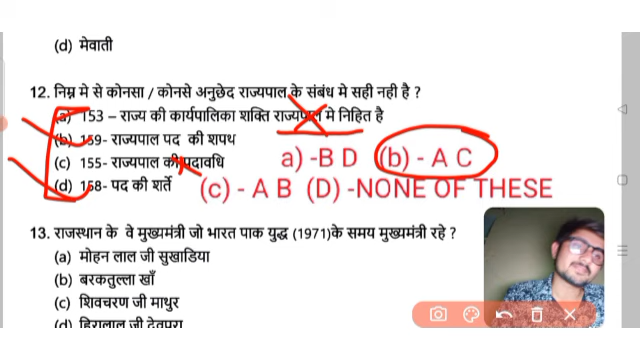 (d) मेवाती
12. निम्न मे से कोनसा / कोनसे अनुछेद राज्यपाल के संबंध मे सही नही है ?
(a) 153 – राज्य की कार्यपालिका शक्ति राज्यपाल मे निहित है
(b) 159- राज्यपाल पद की शपथ
(c) 155- राज्यपाल की पदावधि
(d) 158- पद की शर्ते
a) -B D (b) - A C
(c) - A B (D) -NONE OF THESE
13. राजस्थान के वे मुख्यमंत्री जो भारत पाक युद्ध (1971)के समय मुख्यमंत्री रहे ?
(a) मोहन लाल जी सुखाडिया
(b) बरकतुल्ला खाँ
(c) शिवचरण जी माथुर
(d) हिरालाल जी देवपुरा